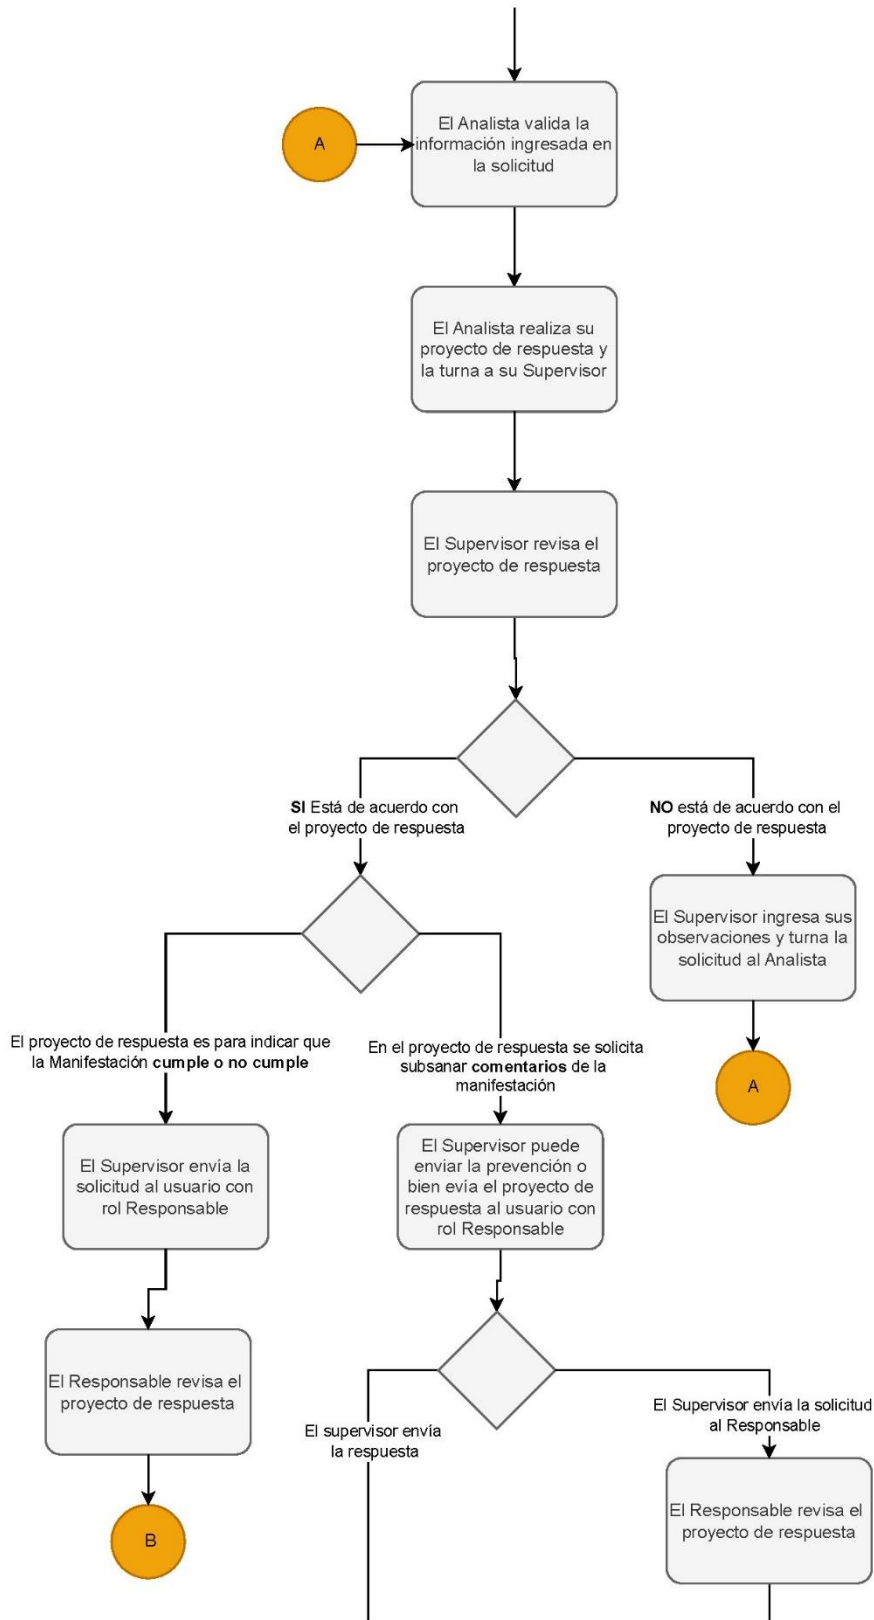 A
El Analista valida la
información ingresada en
la solicitud
El Analista realiza su
proyecto de respuesta y
la turna a su Supervisor
El Supervisor revisa el
proyecto de respuesta
SI Está de acuerdo con
el proyecto de respuesta
NO está de acuerdo con el
proyecto de respuesta
El Supervisor ingresa sus
observaciones y turna la
solicitud al Analista
A
El proyecto de respuesta es para indicar que
la Manifestación cumple o no cumple
En el proyecto de respuesta se solicita
subsanar comentarios de la
manifestación
El Supervisor envía la
solicitud al usuario con
rol Responsable
El Supervisor puede
enviar la prevención o
bien evía el proyecto de
respuesta al usuario con
rol Responsable
El Responsable revisa el
proyecto de respuesta
B
El supervisor envía
la respuesta
El Supervisor envía la solicitud
al Responsable
El Responsable revisa el
proyecto de respuesta